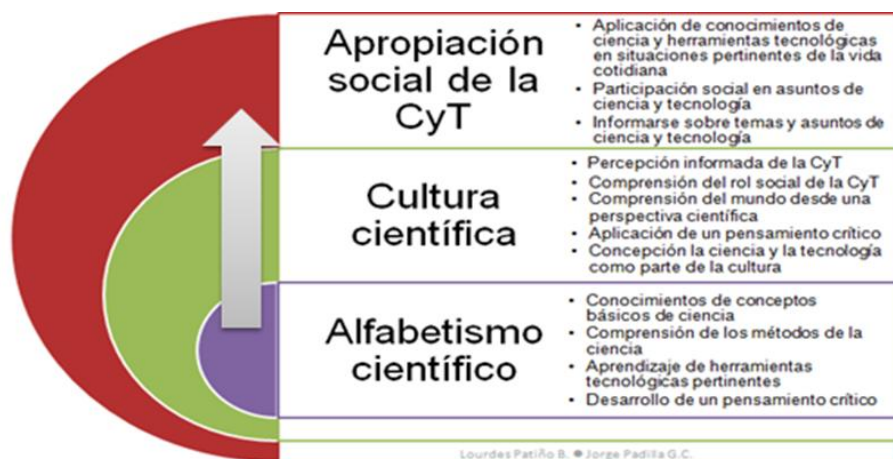 Apropiación
social de la
CyT
• Aplicación de conocimientos de
ciencia y herramientas tecnológicas
en situaciones pertinentes de la vida
cotidiana
• Participación social en asuntos de
ciencia y tecnología
• Informarse sobre temas y asuntos de
ciencia y tecnología
Cultura
científica
• Percepción informada de la CyT
• Comprensión del rol social de la CyT
• Comprensión del mundo desde una
perspectiva científica
• Aplicación de un pensamiento crítico
• Concepción la ciencia y la tecnología
como parte de la cultura
Alfabetismo
científico
• Conocimientos de conceptos
básicos de ciencia
• Comprensión de los métodos de la
ciencia
• Aprendizaje de herramientas
tecnológicas pertinentes
• Desarrollo de un pensamiento crítico
Lourdes Patiño B. ● Jorge Padilla G.C.